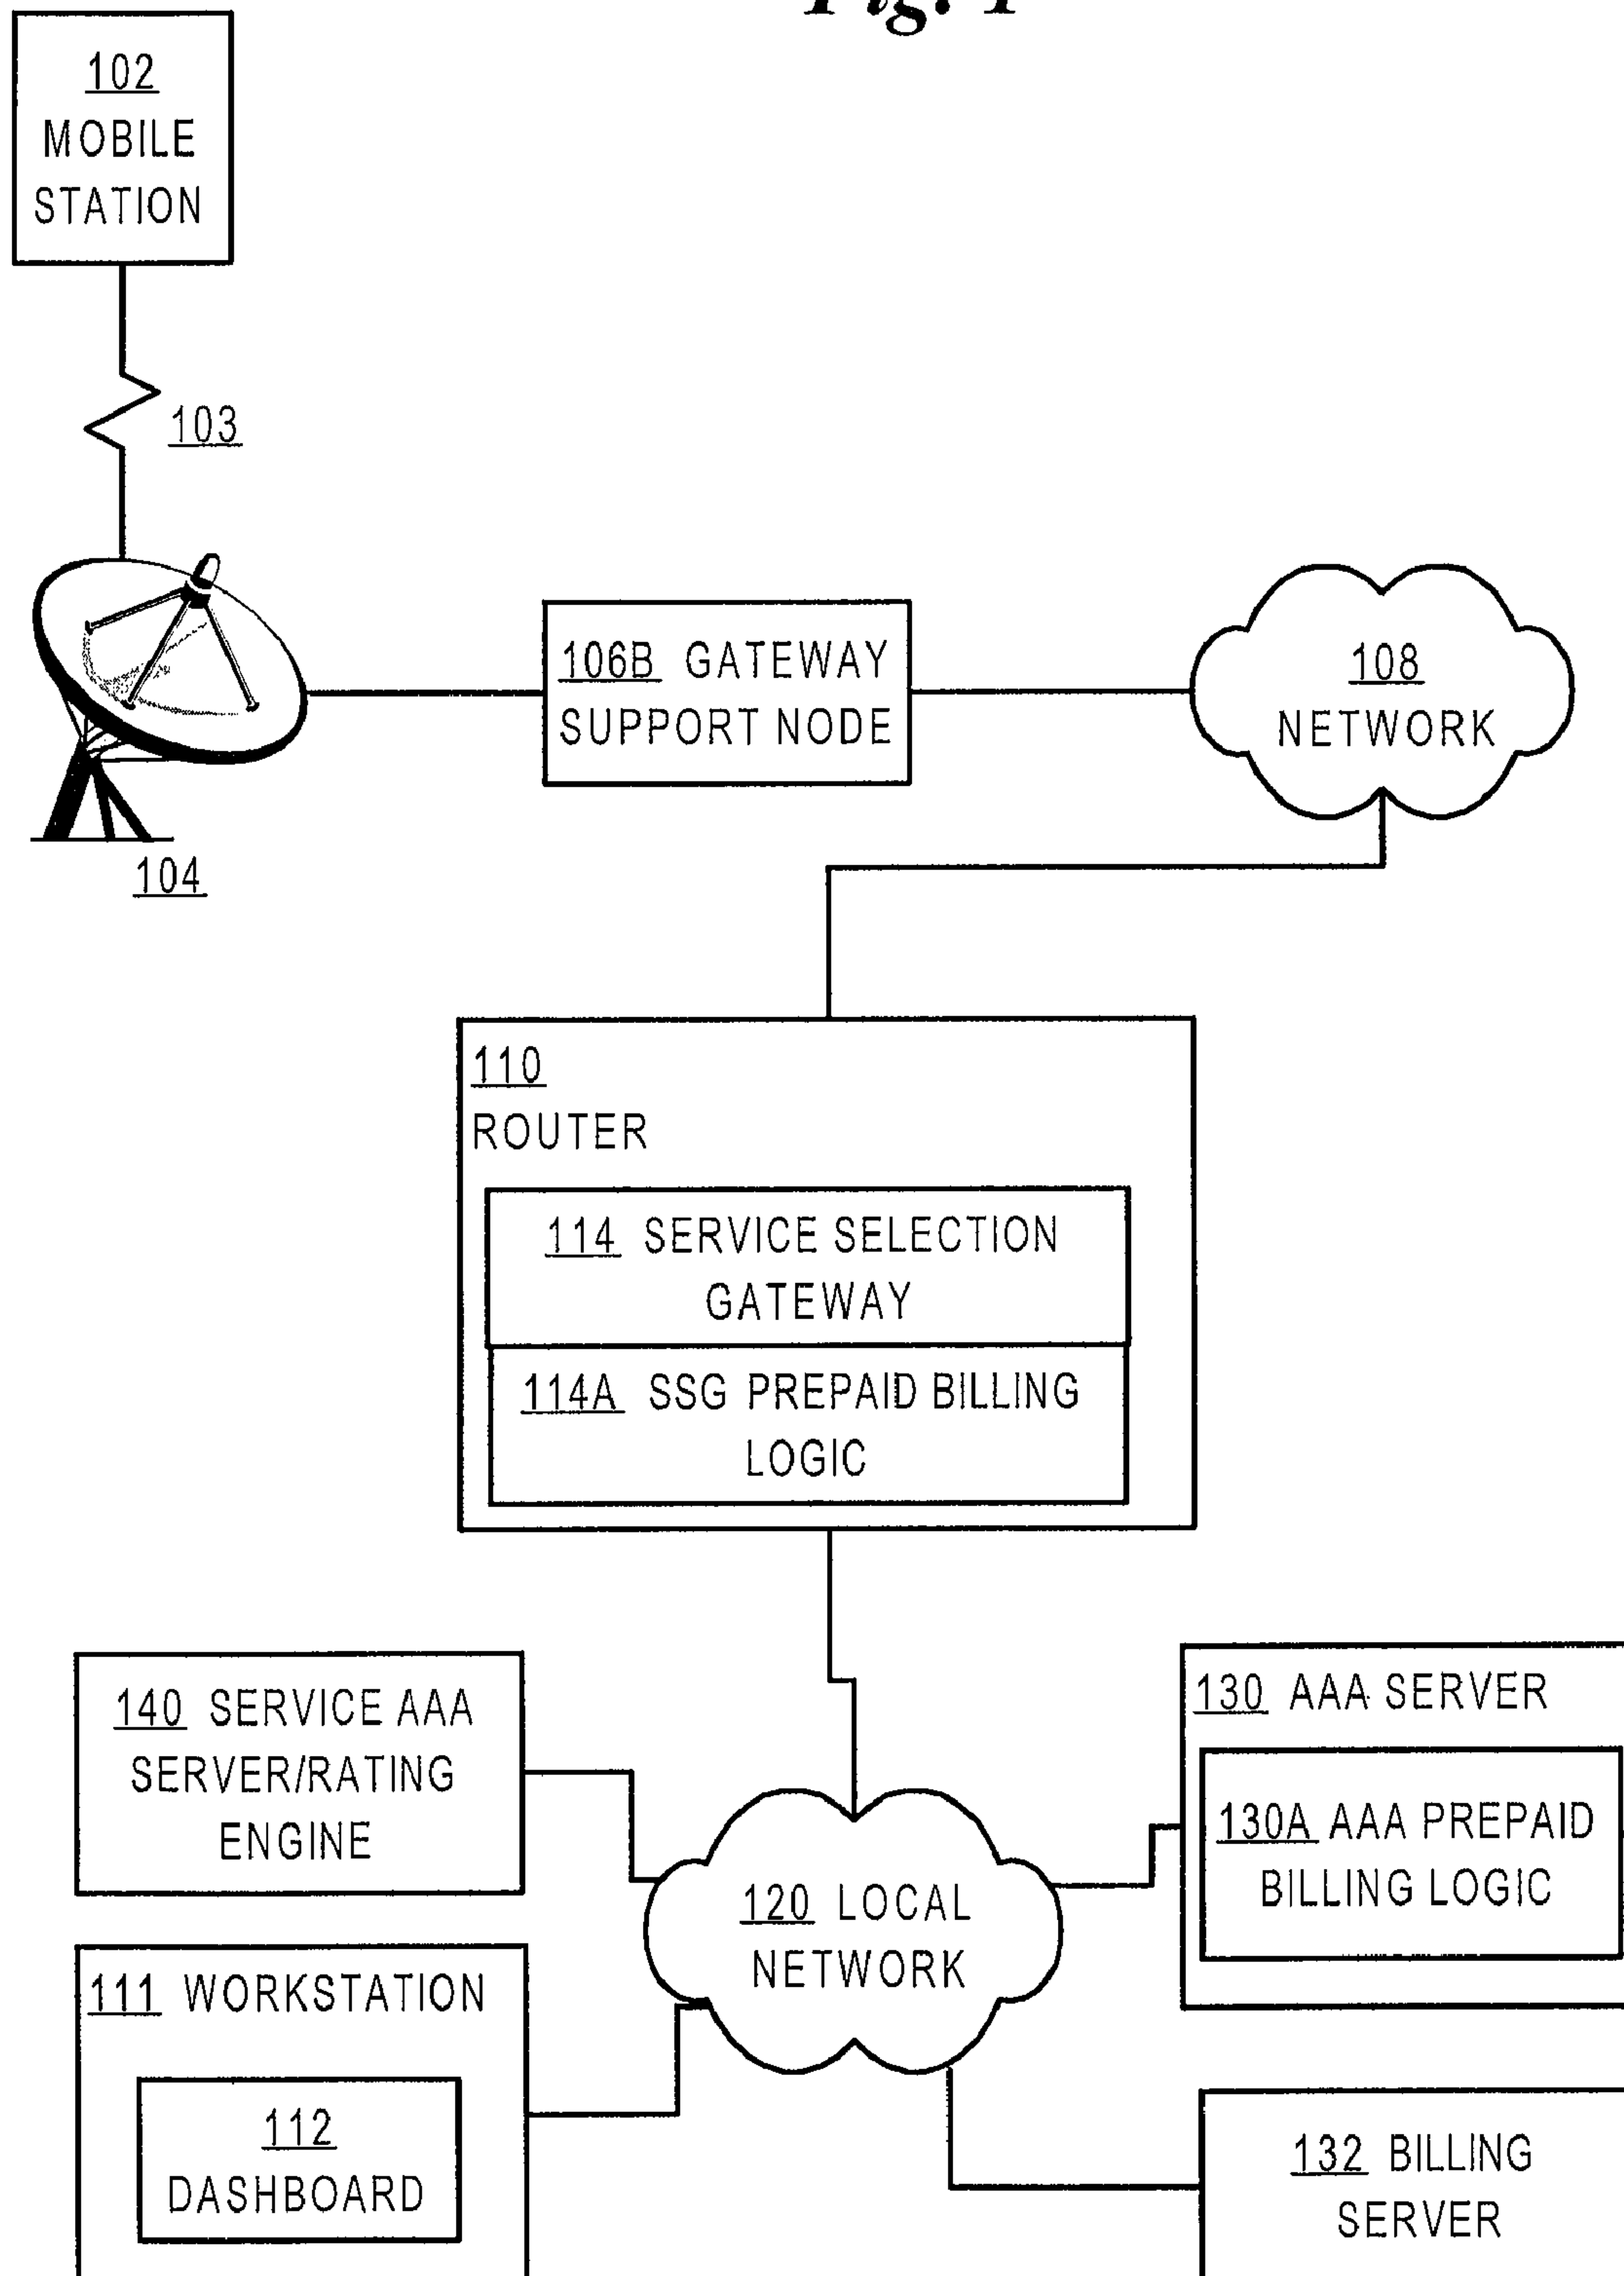 Fig. 1
102
MOBILE
STATION
103
106B GATEWAY
SUPPORT NODE
108
NETWORK
104
110
ROUTER
114 SERVICE SELECTION
GATEWAY
114A SSG PREPAID BILLING
LOGIC
140 SERVICE AAA
SERVER/RATING
ENGINE
130 AAA SERVER
130A AAA PREPAID
BILLING LOGIC
120 LOCAL
NETWORK
111 WORKSTATION
112
DASHBOARD
132 BILLING
SERVER